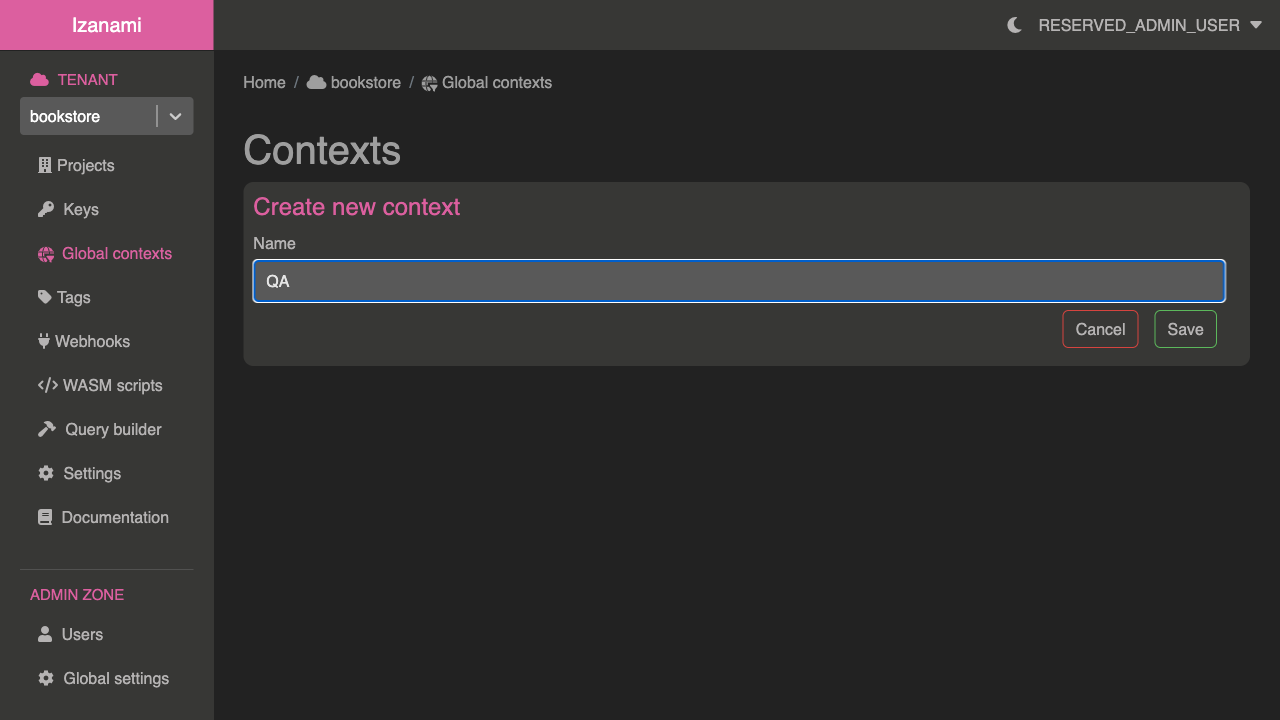 Izanami
RESERVED_ADMIN_USER
TENANT
bookstore
Projects
Keys
Global contexts
Tags
Webhooks
WASM scripts
Query builder
Settings
Documentation
ADMIN ZONE
Users
Global settings
Home / bookstore / Global contexts
Contexts
Create new context
Name
QA
Cancel Save